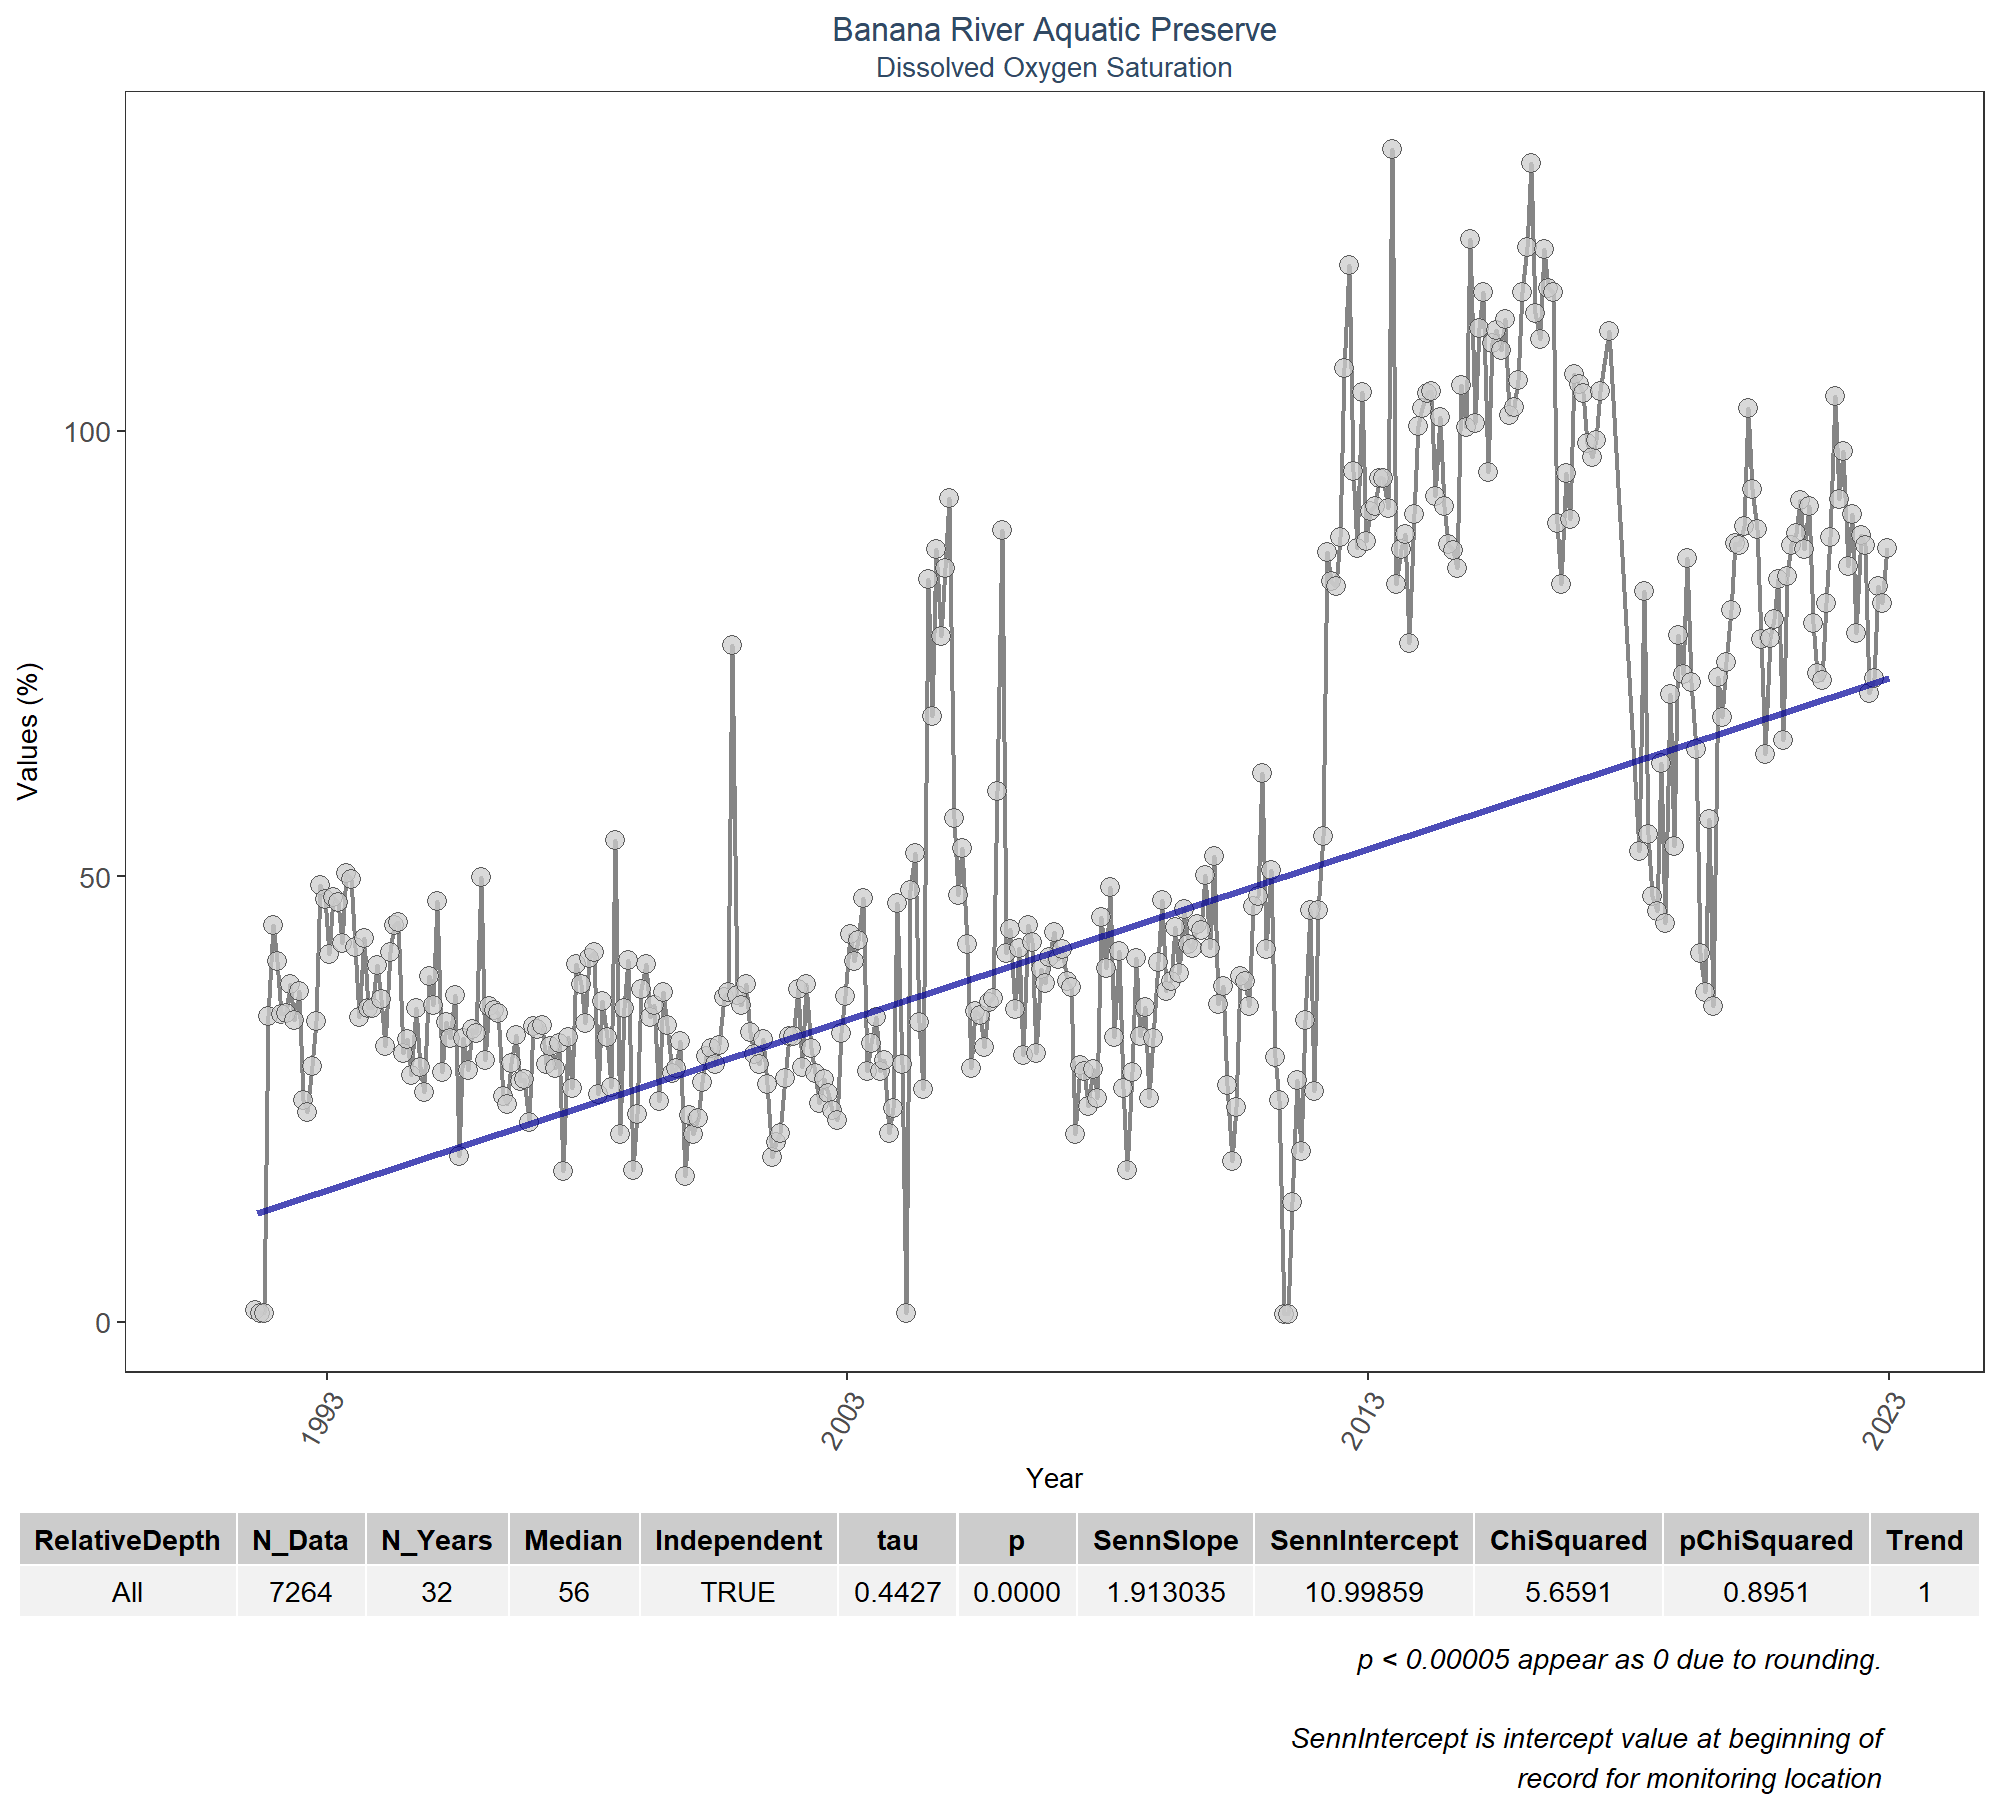 Banana River Aquatic Preserve
Dissolved Oxygen Saturation
Values (%)
100
50
0
1993
2003
2013
2023
Year
RelativeDepth N_Data N_Years Median Independent tau p SennSlope SennIntercept ChiSquared pChiSquared Trend
All 7264 32 56 TRUE 0.4427 0.0000 1.913035 10.99859 5.6591 0.8951 1
p < 0.00005 appear as 0 due to rounding.
SennIntercept is intercept value at beginning of
record for monitoring location